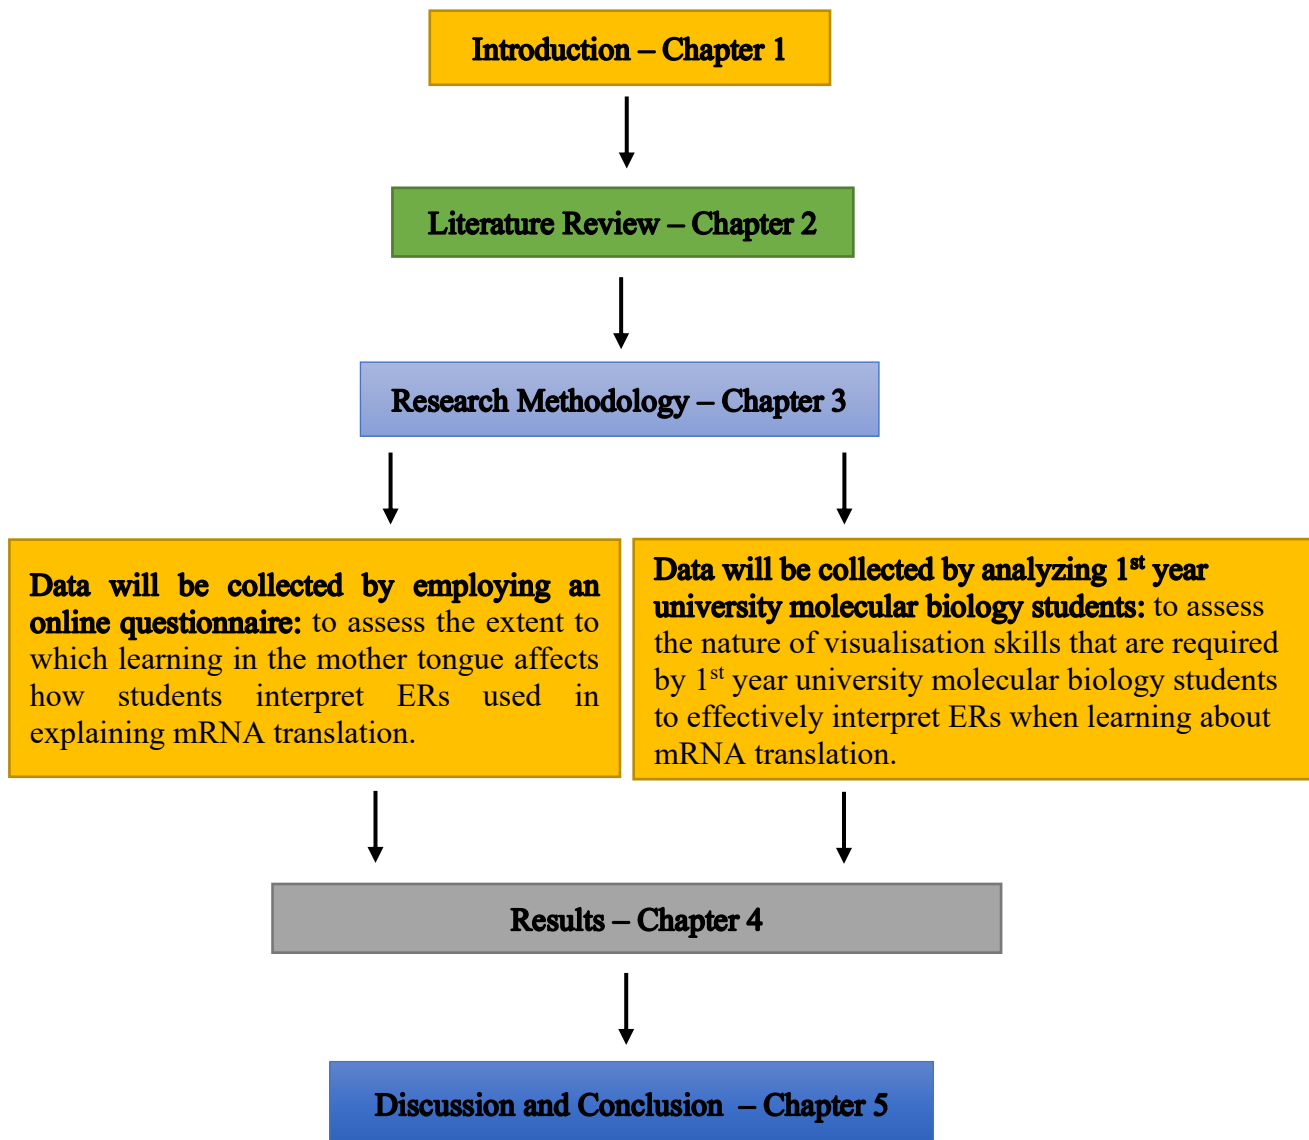 Introduction – Chapter 1
Literature Review – Chapter 2
Research Methodology – Chapter 3
Data will be collected by employing an
online questionnaire: to assess the extent to
which learning in the mother tongue affects
how students interpret ERs used in
explaining mRNA translation.
Data will be collected by analyzing 1st year
university molecular biology students: to assess
the nature of visualisation skills that are required
by 1st year university molecular biology students
to effectively interpret ERs when learning about
mRNA translation.
Results – Chapter 4
Discussion and Conclusion – Chapter 5